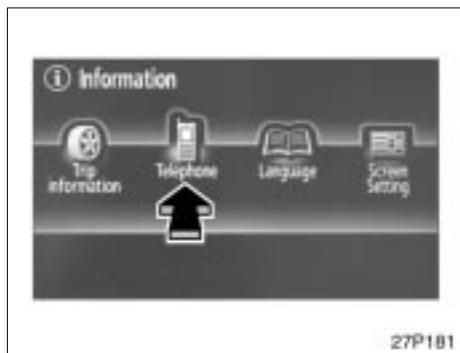 i Information
Trip
information
Telephone
Language
Screen
Setting
27P181